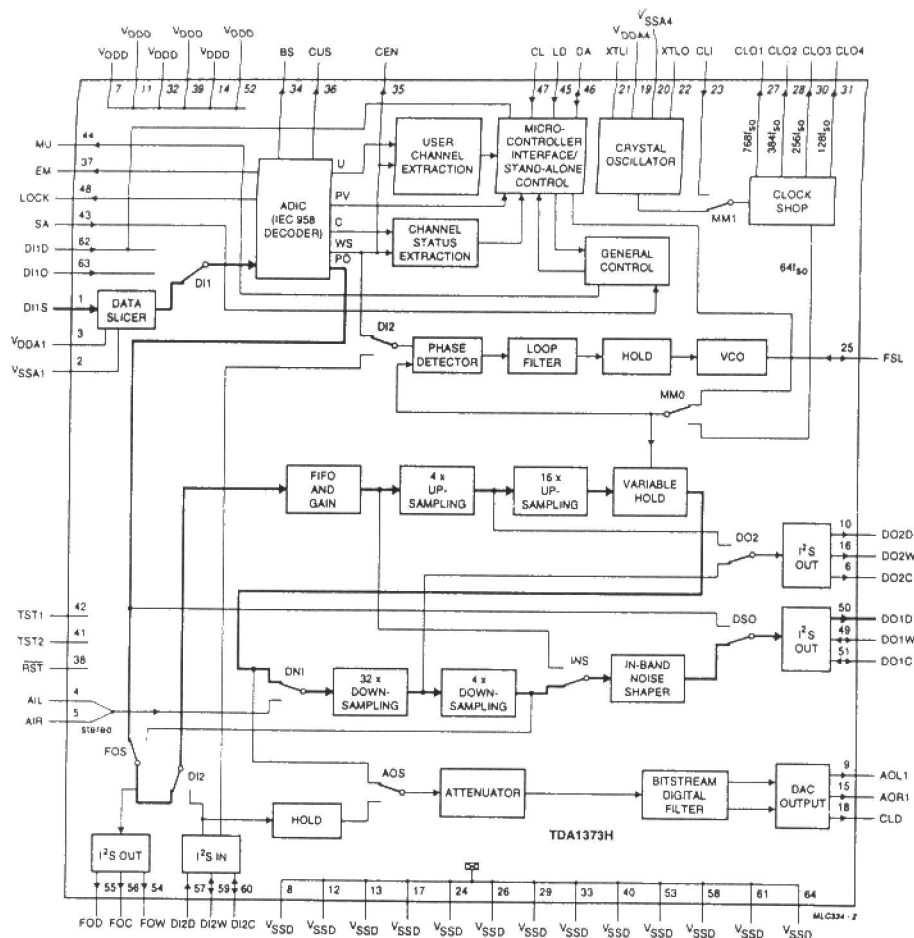 VDDD VDDD VDDD VDDD VDDD VDDD BS CUS CEN CL LD DA XTLI VDDA4 VSSA4 XTLO CLI CLO1 CLO2 CLO3 CLO4
7 11 32 39 14 52 34 36 35 47 45 46 21 19 20 22 23 27 28 30 31
768fso 384fso 256fso 128fso
MU 44
EM 37
LOCK 48
SA 43
DI1D 62
DI1O 63
DI1S 1
VDDA1 3
VSSA1 2
DATA
SLICER
DI1
ADIC
(IEC 958
DECODER)
U
PV
C
WS
PO
USER
CHANNEL
EXTRACTION
CHANNEL
STATUS
EXTRACTION
MICRO-
CONTROLLER
INTERFACE/
STAND-ALONE
CONTROL
CRYSTAL
OSCILLATOR
MM1
CLOCK
SHOP
64fso
GENERAL
CONTROL
DI2
PHASE
DETECTOR
LOOP
FILTER
HOLD
VCO
25 FSL
MM0
FIFO
AND
GAIN
4 x
UP-
SAMPLING
16 x
UP-
SAMPLING
VARIABLE
HOLD
DO2
I2S
OUT
10 DO2D
16 DO2W
6 DO2C
TST1 42
TST2 41
RST 38
AIL 4
AIR 5
stereo
DNI
32 x
DOWN-
SAMPLING
4 x
DOWN-
SAMPLING
INS
IN-BAND
NOISE
SHAPER
DSO
I2S
OUT
50 DO1D
49 DO1W
51 DO1C
FOS
DI2
HOLD
AOS
ATTENUATOR
BITSTREAM
DIGITAL
FILTER
DAC
OUTPUT
9 AOL1
15 AOR1
18 CLD
TDA1373H
I2S OUT
I2S IN
55 56 54 57 59 60 8 12 13 17 24 26 29 33 40 53 58 61 64
MLC334 - 2
FOD FOC FOW DI2D DI2W DI2C VSSD VSSD VSSD VSSD VSSD VSSD VSSD VSSD VSSD VSSD VSSD VSSD VSSD